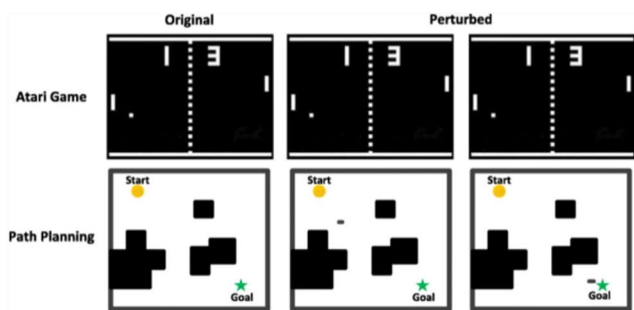 Original Perturbed
Atari Game
1 3 1 3 1 3
Start Start Start
Path Planning
Goal Goal Goal